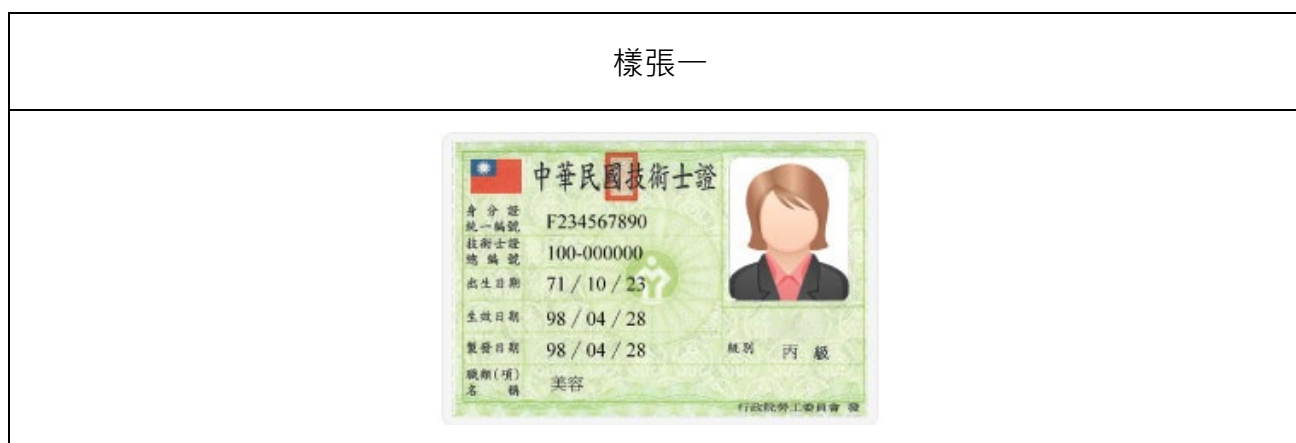 樣張一
中華民國技術士證
身分證
統一編號 F234567890
技術士證
總編號 100-000000
出生日期 71 / 10 / 23
生效日期 98 / 04 / 28
製發日期 98 / 04 / 28 級別 丙 級
職類(項)
名稱 美容
行政院勞工委員會 發